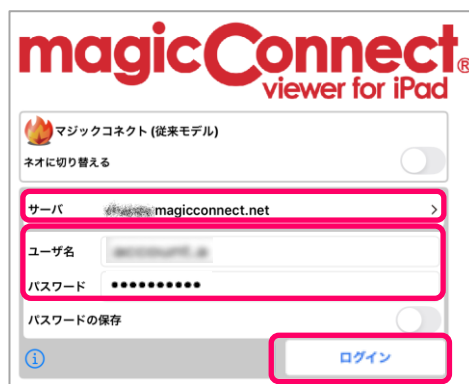 magicConnect®
viewer for iPad
マジックコネクト (従来モデル)
ネオに切り替える
サーバ magicconnect.net
ユーザ名
パスワード ••••••••••
パスワードの保存
ログイン